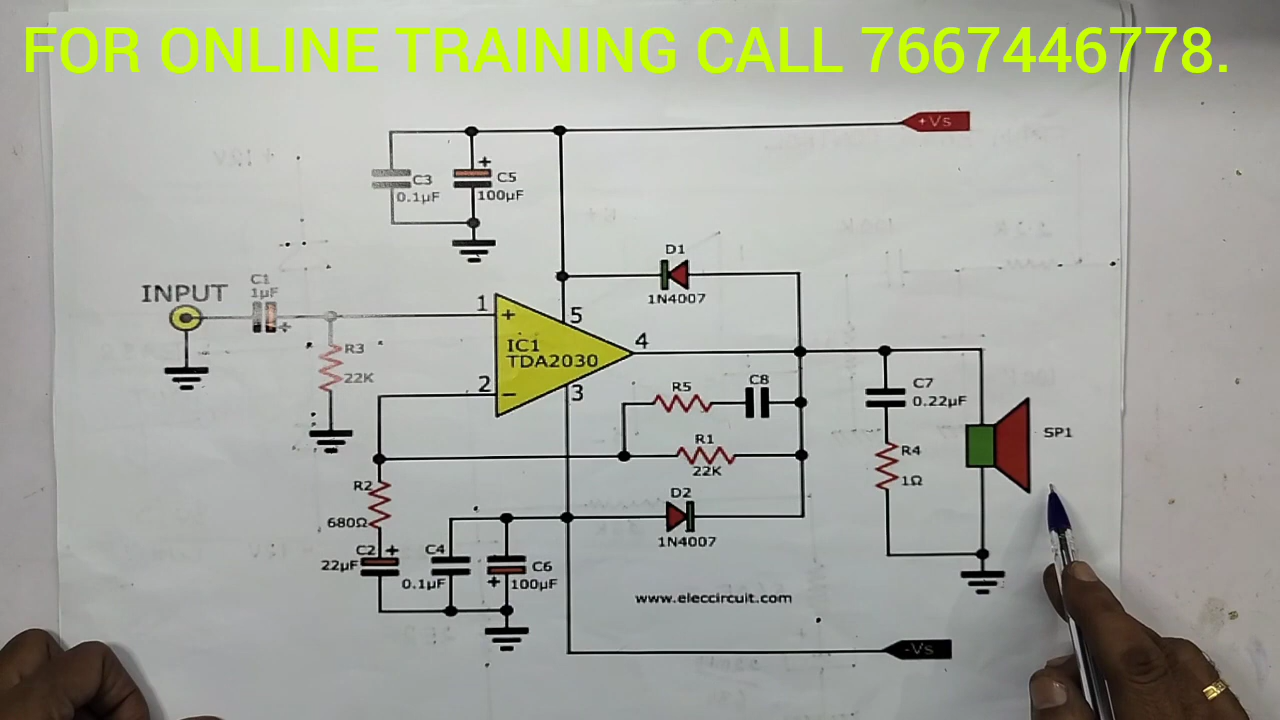 FOR ONLINE TRAINING CALL 7667446778.
+Vs
C3
0.1µF
+
C5
100µF
D1
1N4007
INPUT
C1
1µF
+
1
+
5
IC1
TDA2030
4
R3
22K
2
−
3
R5
C8
C7
0.22µF
SP1
R1
22K
R4
1Ω
R2
680Ω
D2
1N4007
C2
+
22µF
C4
0.1µF
C6
+
100µF
www.eleccircuit.com
-Vs